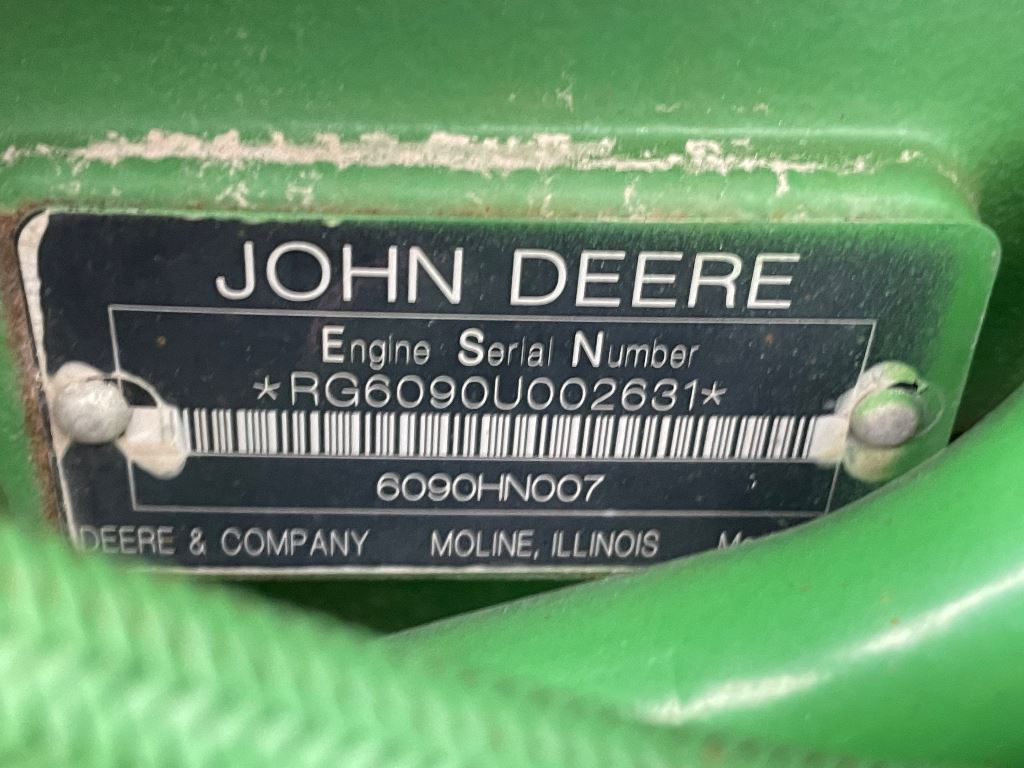 JOHN DEERE
Engine Serial Number
*RG6090U002631*
6090HN007
DEERE & COMPANY MOLINE, ILLINOIS